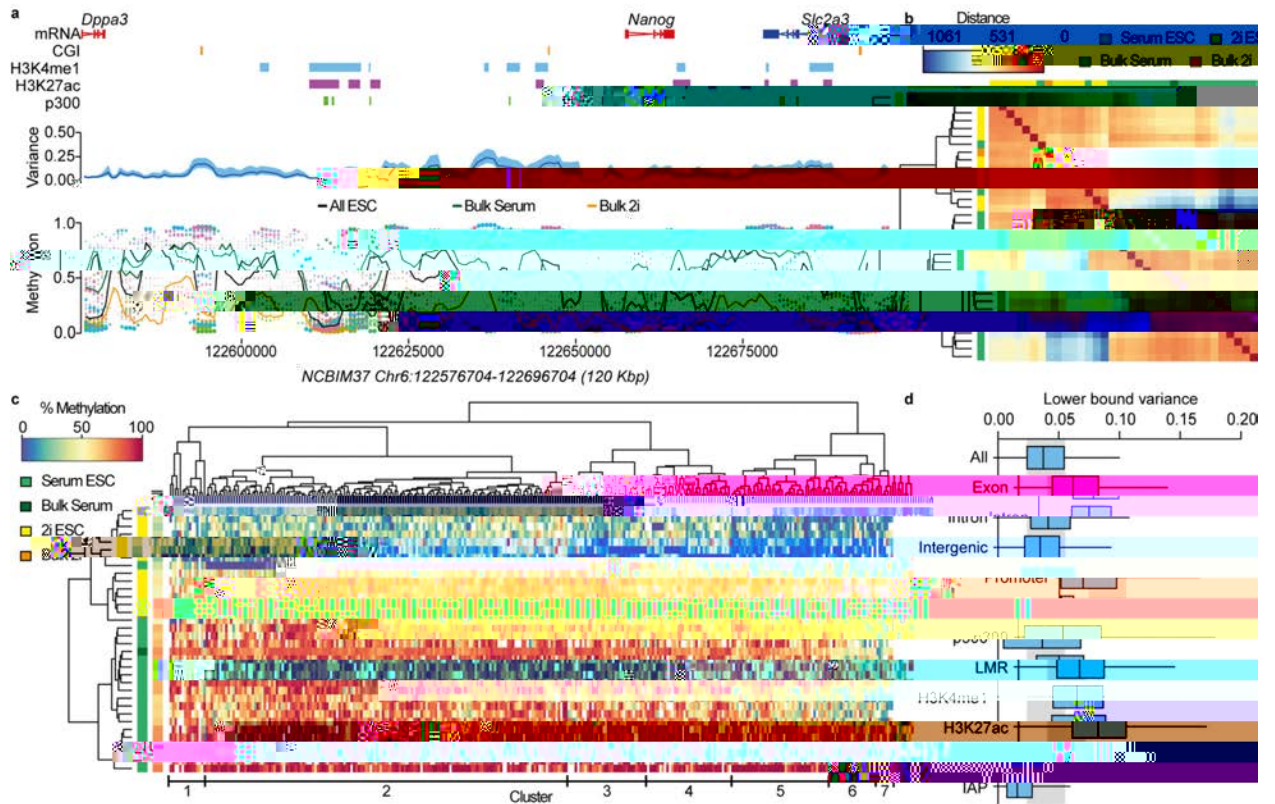 a
Dppa3
Nanog
Slc2a3
mRNA
CGI
H3K4me1
H3K27ac
p300
Variance
0.50
0.25
0.00
All ESC
Bulk Serum
Bulk 2i
1.0
0.5
0.0
122600000
122625000
122650000
122675000
NCBIM37 Chr6:122576704-122696704 (120 Kbp)
b
Distance
1061 531 0
Serum ESC
Bulk Serum
Bulk 2i
c
% Methylation
0 50 100
Serum ESC
Bulk Serum
2i ESC
1 2 3 4 5 6 7
Cluster
d
Lower bound variance
0.00 0.05 0.10 0.15 0.20
All
Exon
Intron
Intergenic
Promoter
p300
LMR
H3K4me1
H3K27ac
IAP